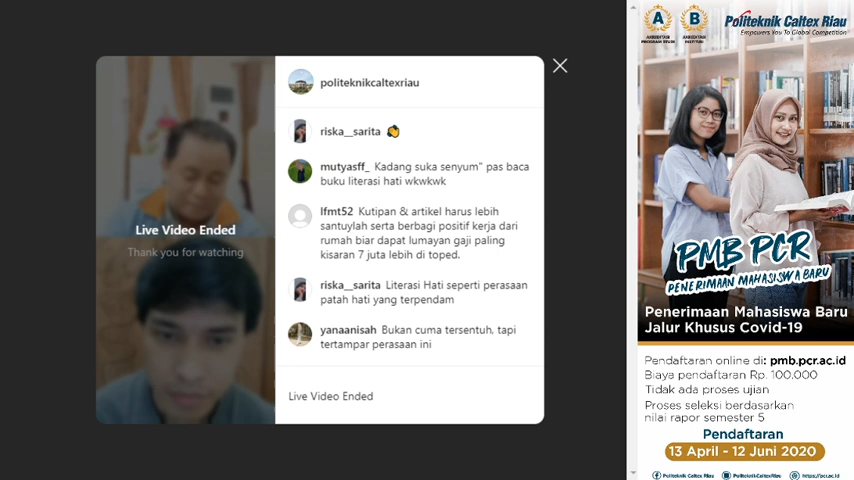 Live Video Ended
Thank you for watching
politeknikcaltexriau
riska__sarita 👏
mutyasff_ Kadang suka senyum" pas baca
buku literasi hati wkwkwk
lfmt52 Kutipan & artikel harus lebih
santuylah serta berbagi positif kerja dari
rumah biar dapat lumayan gaji paling
kisaran 7 juta lebih di toped.
riska__sarita Literasi Hati seperti perasaan
patah hati yang terpendam
yanaanisah Bukan cuma tersentuh, tapi
tertampar perasaan ini
Live Video Ended
A
B
AKREDITASI
PROGRAM STUDI
AKREDITASI
INSTITUSI
Politeknik Caltex Riau
Empowers You To Global Competition
PMB PCR
PENERIMAAN MAHASISWA BARU
Penerimaan Mahasiswa Baru
Jalur Khusus Covid-19
Pendaftaran online di: pmb.pcr.ac.id
Biaya pendaftaran Rp. 100.000
Tidak ada proses ujian
Proses seleksi berdasarkan
nilai rapor semester 5
Pendaftaran
13 April - 12 Juni 2020
Politeknik Caltex Riau
PoliteknikCaltexRiau
https://pcr.ac.id